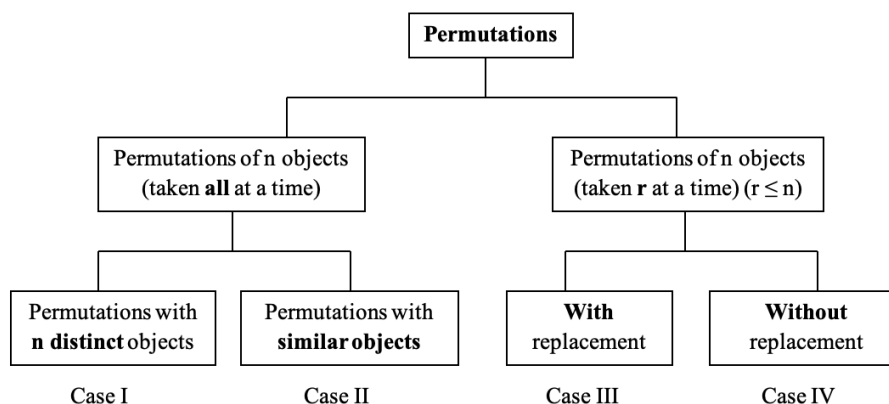 Permutations
Permutations of n objects
(taken all at a time)
Permutations of n objects
(taken r at a time) (r ≤ n)
Permutations with
n distinct objects
Permutations with
similar objects
With
replacement
Without
replacement
Case I
Case II
Case III
Case IV